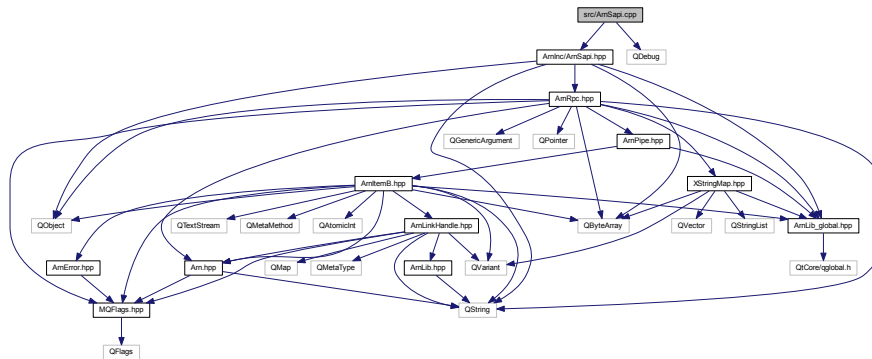 src/ArnSapi.cpp
ArnInc/ArnSapi.hpp
QDebug
ArnRpc.hpp
QGenericArgument
QPointer
ArnPipe.hpp
ArnItemB.hpp
XStringMap.hpp
QObject
QTextStream
QMetaMethod
QAtomicInt
ArnLinkHandle.hpp
QByteArray
QVector
QStringList
ArnLib_global.hpp
ArnError.hpp
Arn.hpp
QMap
QMetaType
ArnLib.hpp
QVariant
QtCore/qglobal.h
MQFlags.hpp
QString
QFlags